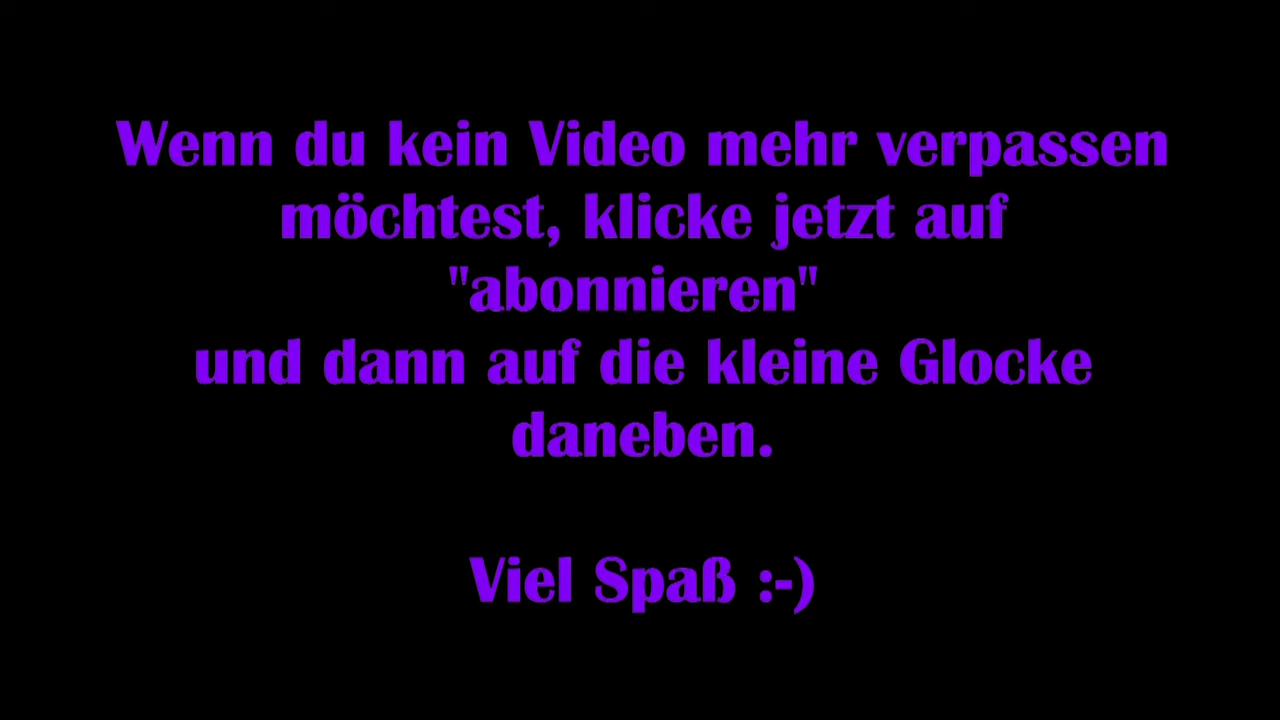 Wenn du kein Video mehr verpassen
möchtest, klicke jetzt auf
"abonnieren"
und dann auf die kleine Glocke
daneben.
Viel Spaß :-)